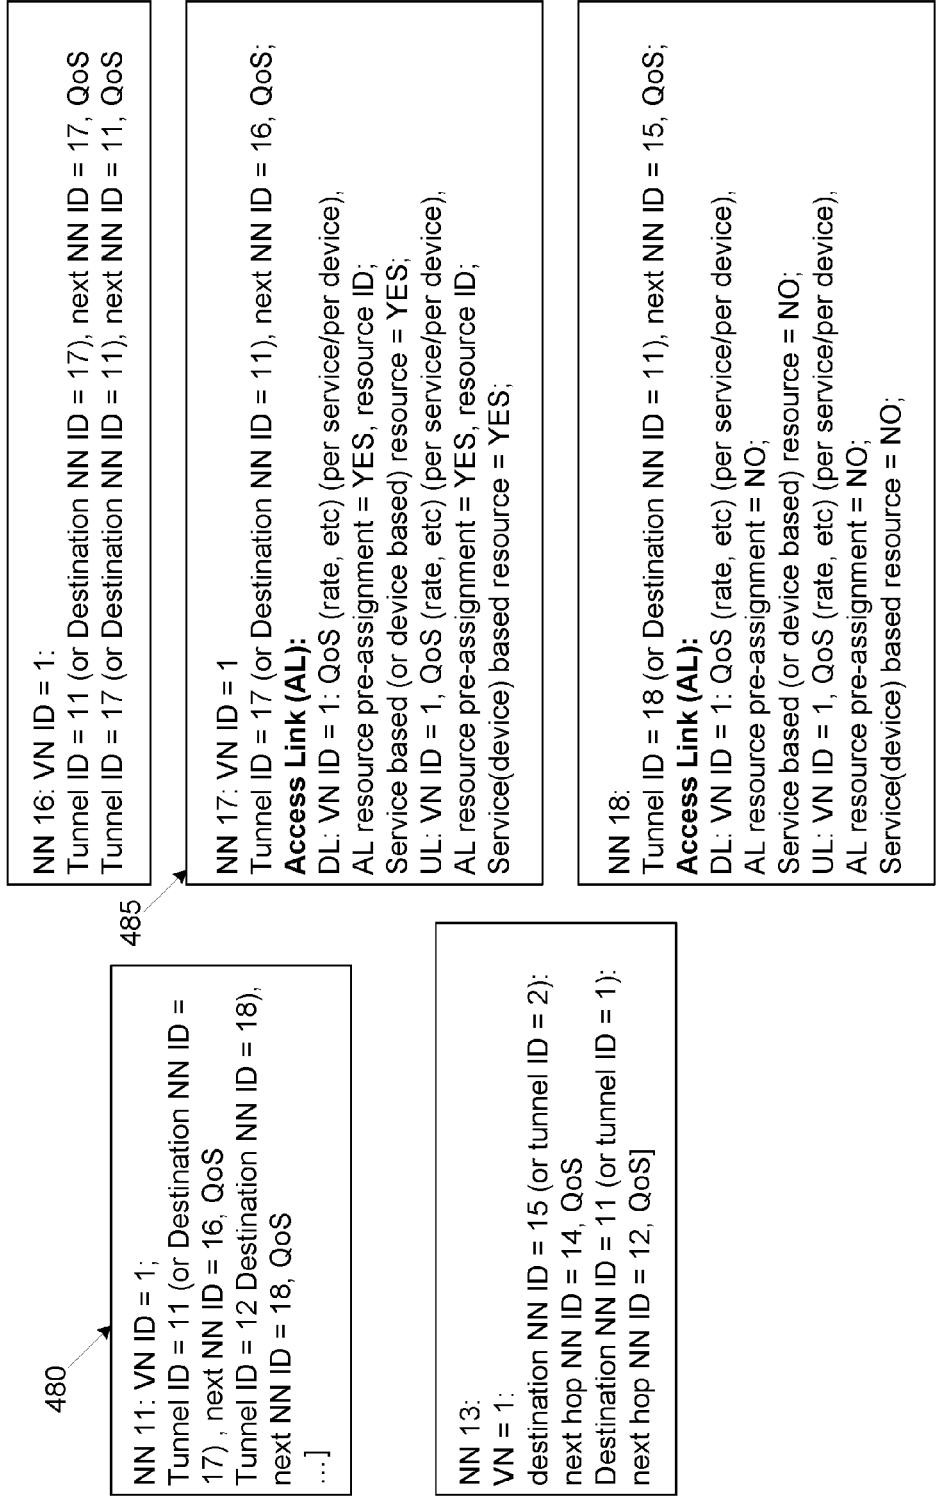 480
NN 11: VN ID = 1;
Tunnel ID = 11 (or Destination NN ID =
17) , next NN ID = 16, QoS
Tunnel ID = 12 Destination NN ID = 18),
next NN ID = 18, QoS
…]
NN 13:
VN = 1:
destination NN ID = 15 (or tunnel ID = 2):
next hop NN ID = 14, QoS
Destination NN ID = 11 (or tunnel ID = 1):
next hop NN ID = 12, QoS]
NN 16: VN ID = 1:
Tunnel ID = 11 (or Destination NN ID = 17), next NN ID = 17, QoS
Tunnel ID = 17 (or Destination NN ID = 11), next NN ID = 11, QoS
485
NN 17: VN ID = 1
Tunnel ID = 17 (or Destination NN ID = 11), next NN ID = 16, QoS;
Access Link (AL):
DL: VN ID = 1: QoS (rate, etc) (per service/per device),
AL resource pre-assignment = YES, resource ID;
Service based (or device based) resource = YES;
UL: VN ID = 1, QoS (rate, etc) (per service/per device),
AL resource pre-assignment = YES, resource ID;
Service(device) based resource = YES;
NN 18:
Tunnel ID = 18 (or Destination NN ID = 11), next NN ID = 15, QoS;
Access Link (AL):
DL: VN ID = 1: QoS (rate, etc) (per service/per device),
AL resource pre-assignment = NO;
Service based (or device based) resource = NO;
UL: VN ID = 1, QoS (rate, etc) (per service/per device),
AL resource pre-assignment = NO;
Service(device) based resource = NO;